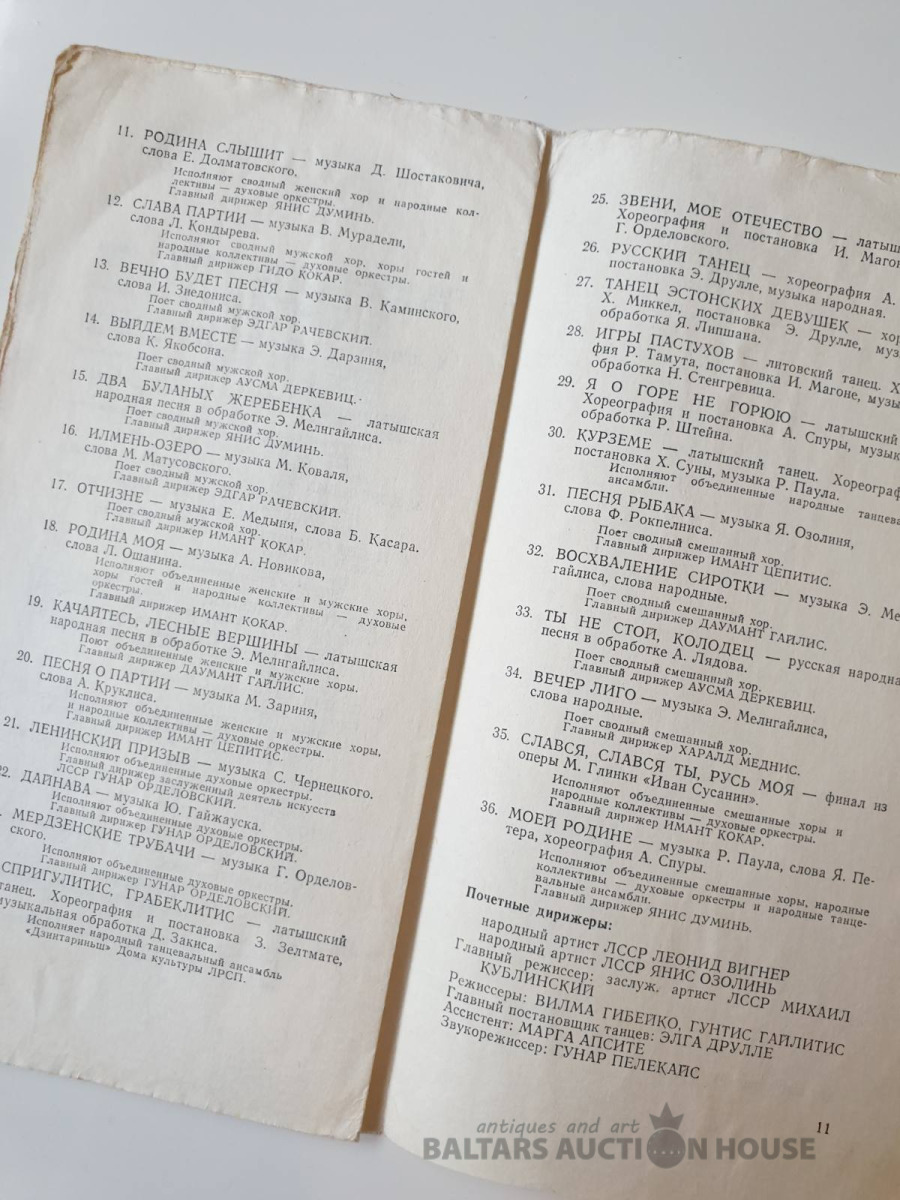 11. РОДИНА СЛЫШИТ — музыка Д. Шостаковича,
слова Е. Долматовского.
Исполняют сводный женский хор и народные кол-
лективы — духовые оркестры.
Главный дирижер ЯНИС ДУМИНЬ.
12. СЛАВА ПАРТИИ — музыка В. Мурадели,
слова Л. Кондырева.
Исполняют сводный мужской хор, хоры гостей и
народные коллективы — духовые оркестры.
Главный дирижер ГИДО КОКАР.
13. ВЕЧНО БУДЕТ ПЕСНЯ — музыка В. Каминского,
слова И. Зиедониса.
Поет сводный мужской хор.
Главный дирижер ЭДГАР РАЧЕВСКИЙ.
14. ВЫЙДЕМ ВМЕСТЕ — музыка Э. Дарзиня,
слова К. Якобсона.
Поет сводный мужской хор.
Главный дирижер АУСМА ДЕРКЕВИЦ.
15. ДВА БУЛАНЫХ ЖЕРЕБЕНКА — латышская
народная песня в обработке Э. Мелнгайлиса.
Поет сводный мужской хор.
Главный дирижер ЯНИС ДУМИНЬ.
16. ИЛМЕНЬ-ОЗЕРО — музыка М. Коваля,
слова М. Матусовского.
Поет сводный мужской хор.
Главный дирижер ЭДГАР РАЧЕВСКИЙ.
17. ОТЧИЗНЕ — музыка Е. Медыня, слова Б. Касара.
Поет сводный мужской хор.
Главный дирижер ИМАНТ КОКАР.
18. РОДИНА МОЯ — музыка А. Новикова,
слова Л. Ошанина.
Исполняют объединенные женские и мужские хоры,
хоры гостей и народные коллективы — духовые
оркестры.
Главный дирижер ИМАНТ КОКАР.
19. КАЧАЙТЕСЬ, ЛЕСНЫЕ ВЕРШИНЫ — латышская
народная песня в обработке Э. Мелнгайлиса.
Поют объединенные женские и мужские хоры.
Главный дирижер ДАУМАНТ ГАЙЛИС.
20. ПЕСНЯ О ПАРТИИ — музыка М. Зариня,
слова А. Круклиса.
Исполняют объединенные женские и мужские хоры,
и народные коллективы — духовые оркестры.
Главный дирижер ИМАНТ ЦЕПИТИС.
21. ЛЕНИНСКИЙ ПРИЗЫВ — музыка С. Чернецкого.
Исполняют объединенные духовые оркестры.
Главный дирижер заслуженный деятель искусств
ЛССР ГУНАР ОРДЕЛОВСКИЙ.
2. ДАЙНАВА — музыка Ю. Гайжауска.
Исполняют объединенные духовые оркестры.
Главный дирижер ГУНАР ОРДЕЛОВСКИЙ.
МЕРДЗЕНСКИЕ ТРУБАЧИ — музыка Г. Орделов-
ского.
Исполняют объединенные духовые оркестры.
Главный дирижер ГУНАР ОРДЕЛОВСКИЙ.
СПРИГУЛИТИС, ГРАБЕКЛИТИС — латышский
танец. Хореография и постановка З. Зелтмате,
музыкальная обработка Д. Закиса.
Исполняет народный танцевальный ансамбль
«Дзинтариньш» Дома культуры ЛРСП.
25. ЗВЕНИ, МОЕ ОТЕЧЕСТВО — латыш
Хореография и постановка И. Магон
Г. Орделовского.
26. РУССКИЙ ТАНЕЦ — хореография А.
постановка Э. Друлле, музыка народная.
27. ТАНЕЦ ЭСТОНСКИХ ДЕВУШЕК — хор
Х. Миккел, постановка Э. Друлле, муз
обработка Я. Липшана.
28. ИГРЫ ПАСТУХОВ — литовский танец. Х
фия Р. Тамута, постановка И. Магоне, музы
обработка Н. Стенгревица.
29. Я О ГОРЕ НЕ ГОРЮЮ — латышский
Хореография и постановка А. Спуры, музык
обработка Р. Штейна.
30. КУРЗЕМЕ — латышский танец. Хореограф
постановка Х. Суны, музыка Р. Паула.
Исполняют объединенные народные танцева
ансамбли.
31. ПЕСНЯ РЫБАКА — музыка Я. Озолиня,
слова Ф. Рокпелниса.
Поет сводный смешанный хор.
Главный дирижер ИМАНТ ЦЕПИТИС.
32. ВОСХВАЛЕНИЕ СИРОТКИ — музыка Э. Ме
гайлиса, слова народные.
Поет сводный смешанный хор.
Главный дирижер ДАУМАНТ ГАЙЛИС.
33. ТЫ НЕ СТОЙ, КОЛОДЕЦ — русская народна
песня в обработке А. Лядова.
Поет сводный смешанный хор.
Главный дирижер АУСМА ДЕРКЕВИЦ.
34. ВЕЧЕР ЛИГО — музыка Э. Мелнгайлиса,
слова народные.
Поет сводный смешанный хор.
Главный дирижер ХАРАЛД МЕДНИС.
35. СЛАВСЯ, СЛАВСЯ ТЫ, РУСЬ МОЯ — финал из
оперы М. Глинки «Иван Сусанин».
Исполняют объединенные смешанные хоры и
народные коллективы — духовые оркестры.
Главный дирижер ИМАНТ КОКАР.
36. МОЕЙ РОДИНЕ — музыка Р. Паула, слова Я. Пе-
тера, хореография А. Спуры.
Исполняют объединенные смешанные хоры, народные
коллективы — духовые оркестры и народные танце-
вальные ансамбли.
Главный дирижер ЯНИС ДУМИНЬ.
Почетные дирижеры:
народный артист ЛССР ЛЕОНИД ВИГНЕР
народный артист ЛССР ЯНИС ОЗОЛИНЬ
Главный режиссер: заслуж. артист ЛССР МИХАИЛ
КУБЛИНСКИЙ
Режиссеры: ВИЛМА ГИБЕЙКО, ГУНТИС ГАЙЛИТИС
Главный постановщик танцев: ЭЛГА ДРУЛЛЕ
Ассистент: МАРГА АПСИТЕ
Звукорежиссер: ГУНАР ПЕЛЕКАЙС
11
antiques and art
BALTARS AUCTION HOUSE